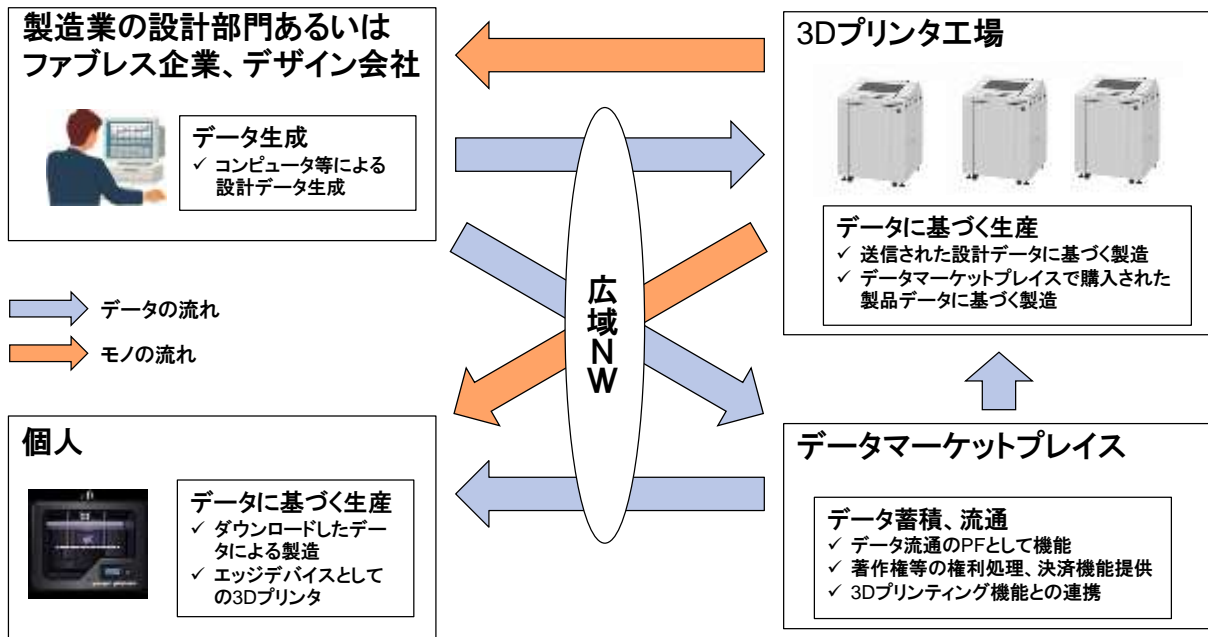 製造業の設計部門あるいは
ファブレス企業、デザイン会社
データ生成
✓ コンピュータ等による
設計データ生成
3Dプリンタ工場
データに基づく生産
✓ 送信された設計データに基づく製造
✓ データマーケットプレイスで購入された
製品データに基づく製造
データの流れ
モノの流れ
広域NW
個人
データに基づく生産
✓ ダウンロードしたデー
タによる製造
✓ エッジデバイスとして
の3Dプリンタ
データマーケットプレイス
データ蓄積、流通
✓ データ流通のPFとして機能
✓ 著作権等の権利処理、決済機能提供
✓ 3Dプリンティング機能との連携